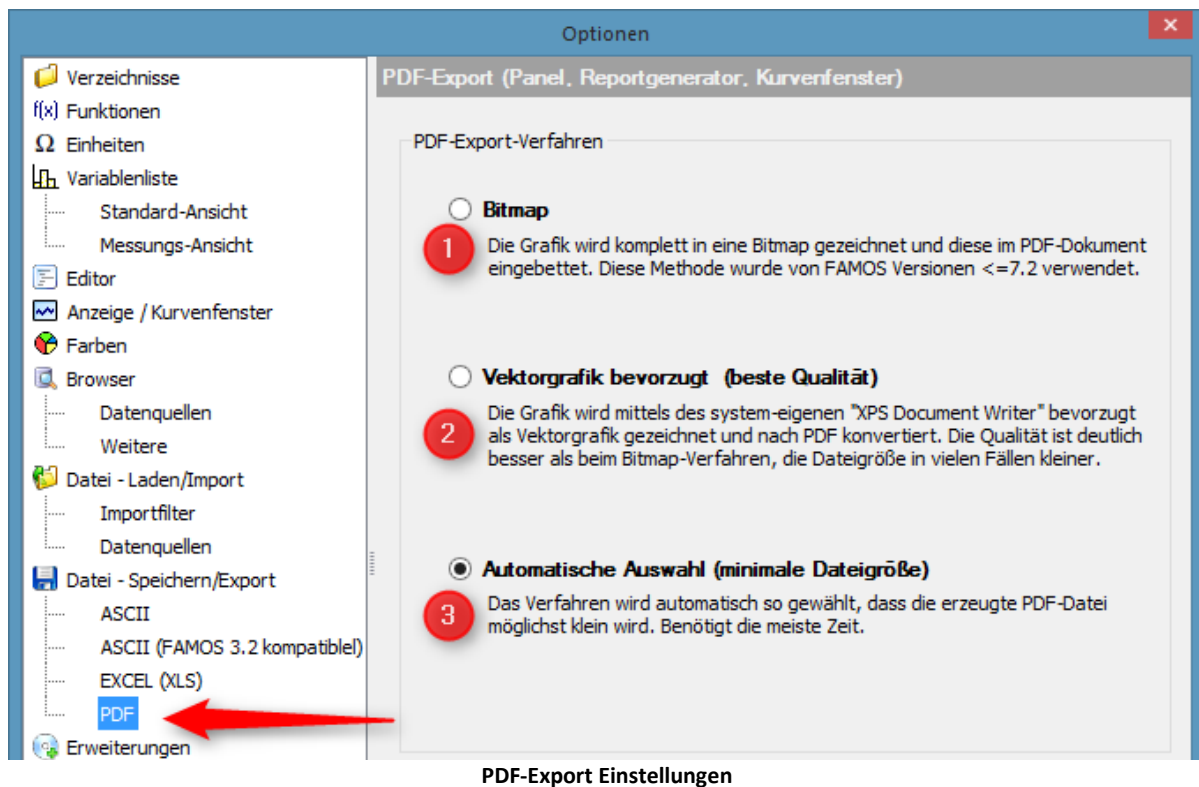 Optionen
Verzeichnisse
f(x) Funktionen
Ω Einheiten
Variablenliste
Standard-Ansicht
Messungs-Ansicht
Editor
Anzeige / Kurvenfenster
Farben
Browser
Datenquellen
Weitere
Datei - Laden/Import
Importfilter
Datenquellen
Datei - Speichern/Export
ASCII
ASCII (FAMOS 3.2 kompatiblel)
EXCEL (XLS)
PDF
Erweiterungen
PDF-Export (Panel, Reportgenerator, Kurvenfenster)
PDF-Export-Verfahren
Bitmap
1
Die Grafik wird komplett in eine Bitmap gezeichnet und diese im PDF-Dokument
eingebettet. Diese Methode wurde von FAMOS Versionen <=7.2 verwendet.
Vektorgrafik bevorzugt (beste Qualität)
2
Die Grafik wird mittels des system-eigenen "XPS Document Writer" bevorzugt
als Vektorgrafik gezeichnet und nach PDF konvertiert. Die Qualität ist deutlich
besser als beim Bitmap-Verfahren, die Dateigröße in vielen Fällen kleiner.
Automatische Auswahl (minimale Dateigröße)
3
Das Verfahren wird automatisch so gewählt, dass die erzeugte PDF-Datei
möglichst klein wird. Benötigt die meiste Zeit.
PDF-Export Einstellungen